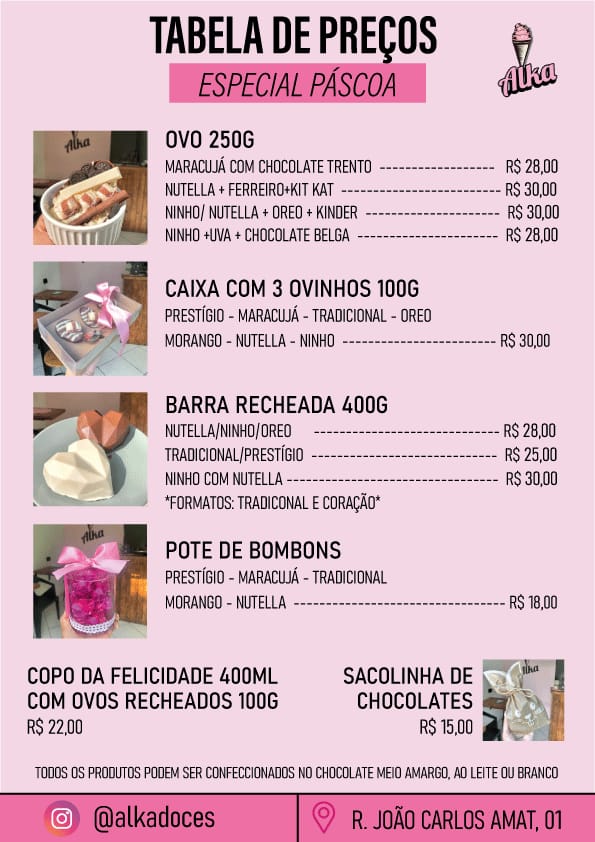 TABELA DE PREÇOS
ESPECIAL PÁSCOA
Alka
OVO 250G
MARACUJÁ COM CHOCOLATE TRENTO ------------------ R$ 28,00
NUTELLA + FERREIRO+KIT KAT ------------------------- R$ 30,00
NINHO/ NUTELLA + OREO + KINDER --------------------- R$ 30,00
NINHO +UVA + CHOCOLATE BELGA ---------------------- R$ 28,00
Alka
CAIXA COM 3 OVINHOS 100G
PRESTÍGIO - MARACUJÁ - TRADICIONAL - OREO
MORANGO - NUTELLA - NINHO ------------------------ R$ 30,00
BARRA RECHEADA 400G
NUTELLA/NINHO/OREO ----------------------------- R$ 28,00
TRADICIONAL/PRESTÍGIO ----------------------------- R$ 25,00
NINHO COM NUTELLA --------------------------------- R$ 30,00
*FORMATOS: TRADICONAL E CORAÇÃO*
POTE DE BOMBONS
PRESTÍGIO - MARACUJÁ - TRADICIONAL
MORANGO - NUTELLA --------------------------------- R$ 18,00
Alka
COPO DA FELICIDADE 400ML
COM OVOS RECHEADOS 100G
R$ 22,00
SACOLINHA DE
CHOCOLATES
R$ 15,00
Alka
TODOS OS PRODUTOS PODEM SER CONFECCIONADOS NO CHOCOLATE MEIO AMARGO, AO LEITE OU BRANCO
@alkadoces
R. JOÃO CARLOS AMAT, 01